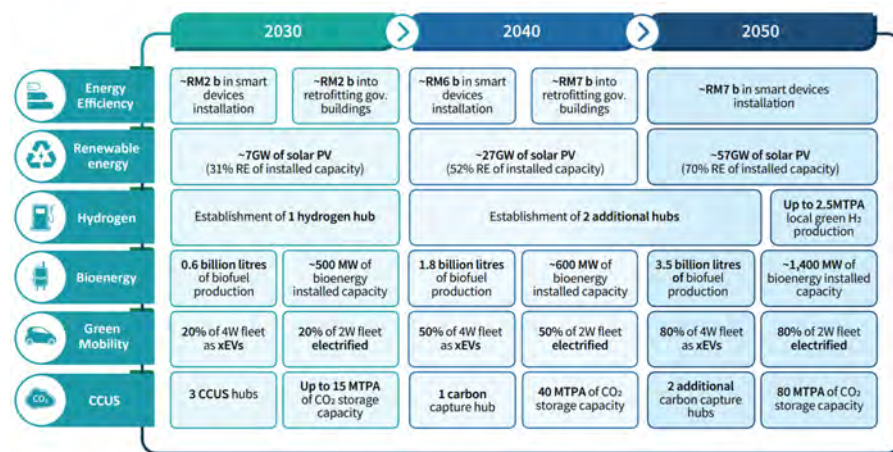 2030
2040
2050
Energy
Efficiency
~RM2 b in smart
devices
installation
~RM2 b into
retrofitting gov.
buildings
~RM6 b in smart
devices
installation
~RM7 b into
retrofitting gov.
buildings
~RM7 b in smart devices
installation
Renewable
energy
~7GW of solar PV
(31% RE of installed capacity)
~27GW of solar PV
(52% RE of installed capacity)
~57GW of solar PV
(70% RE of installed capacity)
Hydrogen
Establishment of 1 hydrogen hub
Establishment of 2 additional hubs
Up to 2.5MTPA
local green H₂
production
Bioenergy
0.6 billion litres
of biofuel
production
~500 MW of
bioenergy
installed capacity
1.8 billion litres
of biofuel
production
~600 MW of
bioenergy
installed capacity
3.5 billion litres
of biofuel
production
~1,400 MW of
bioenergy installed
capacity
Green
Mobility
20% of 4W fleet
as xEVs
20% of 2W fleet
electrified
50% of 4W fleet
as xEVs
50% of 2W fleet
electrified
80% of 4W fleet
as xEVs
80% of 2W fleet
electrified
CO₂
CCUS
3 CCUS hubs
Up to 15 MTPA
of CO₂ storage
capacity
1 carbon
capture hub
40 MTPA of CO₂
storage capacity
2 additional
carbon capture
hubs
80 MTPA of CO₂
storage capacity